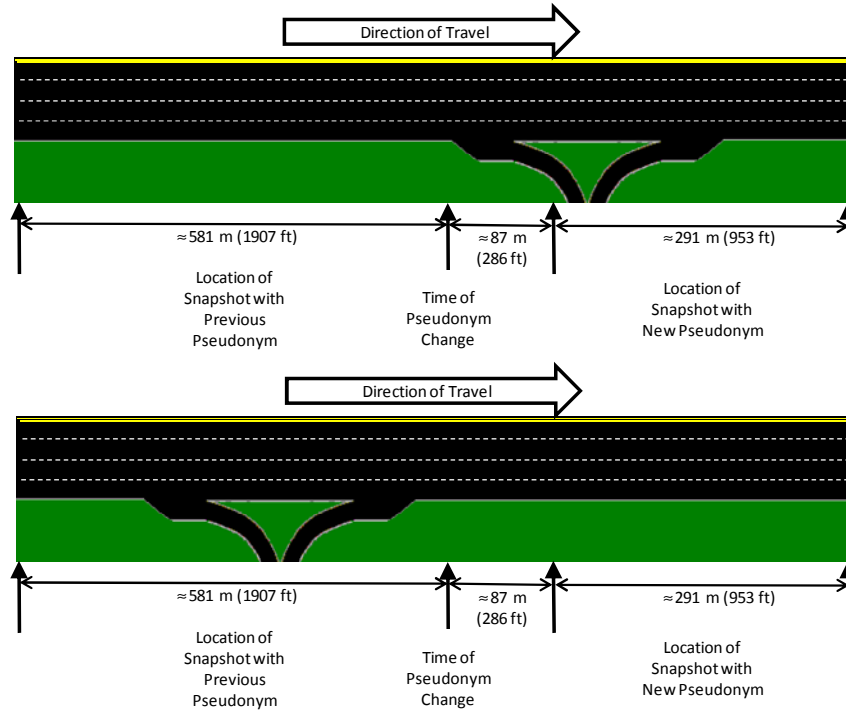 Direction of Travel
≈581 m (1907 ft)
≈87 m
(286 ft)
≈291 m (953 ft)
Location of
Snapshot with
Previous
Pseudonym
Time of
Pseudonym
Change
Location of
Snapshot with
New Pseudonym
Direction of Travel
≈581 m (1907 ft)
≈87 m
(286 ft)
≈291 m (953 ft)
Location of
Snapshot with
Previous
Pseudonym
Time of
Pseudonym
Change
Location of
Snapshot with
New Pseudonym